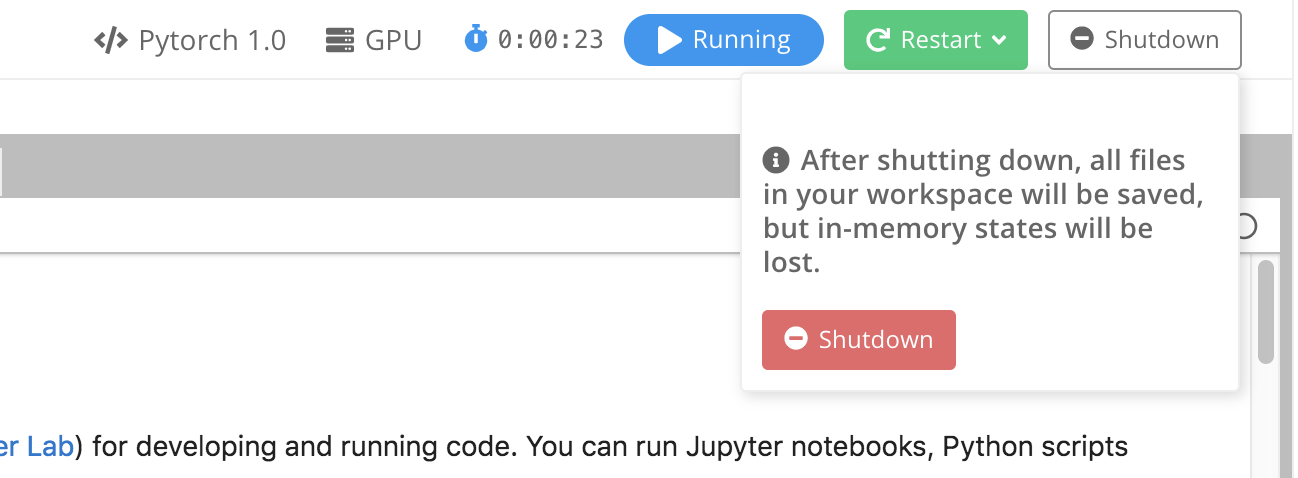 </> Pytorch 1.0 GPU 0:00:23 Running Restart Shutdown
After shutting down, all files
in your workspace will be saved,
but in-memory states will be
lost.
Shutdown
er Lab) for developing and running code. You can run Jupyter notebooks, Python scripts